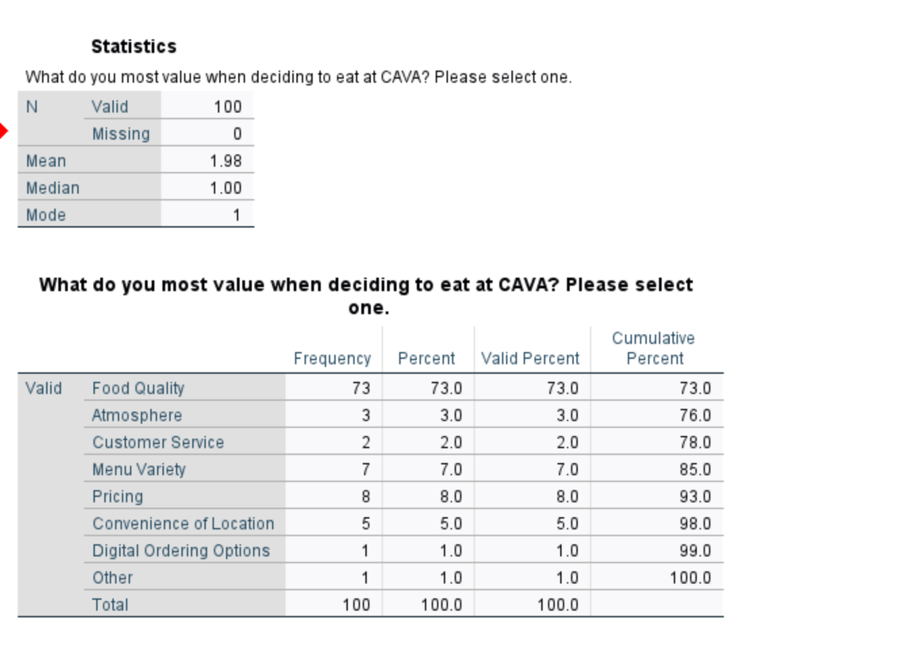 Statistics
What do you most value when deciding to eat at CAVA? Please select one.
N Valid 100
Missing 0
Mean 1.98
Median 1.00
Mode 1
What do you most value when deciding to eat at CAVA? Please select
one.
Frequency Percent Valid Percent Cumulative Percent
Valid Food Quality 73 73.0 73.0 73.0
Atmosphere 3 3.0 3.0 76.0
Customer Service 2 2.0 2.0 78.0
Menu Variety 7 7.0 7.0 85.0
Pricing 8 8.0 8.0 93.0
Convenience of Location 5 5.0 5.0 98.0
Digital Ordering Options 1 1.0 1.0 99.0
Other 1 1.0 1.0 100.0
Total 100 100.0 100.0